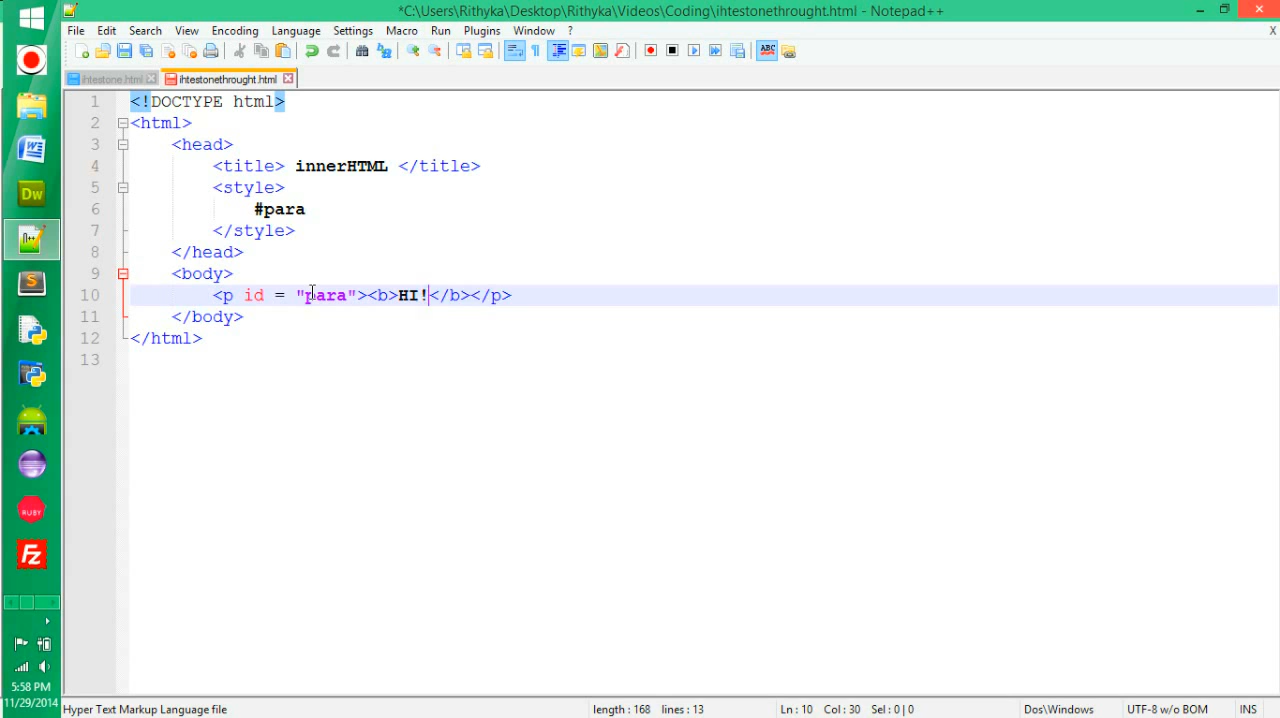 *C:\Users\Rithyka\Desktop\Rithyka\Videos\Coding\ihtestonethrought.html - Notepad++
File Edit Search View Encoding Language Settings Macro Run Plugins Window ? X
ABC
ihtestone.html ihtestonethrought.html
1 <!DOCTYPE html>
2 <html>
3 <head>
4 <title> innerHTML </title>
5 <style>
6 #para
7 </style>
8 </head>
9 <body>
10 <p id = "para"><b>HI!</b></p>
11 </body>
12 </html>
13
Dw
S
RUBY
Fz
5:58 PM
11/29/2014
Hyper Text Markup Language file length : 168 lines : 13 Ln : 10 Col : 30 Sel : 0 | 0 Dos\Windows UTF-8 w/o BOM INS